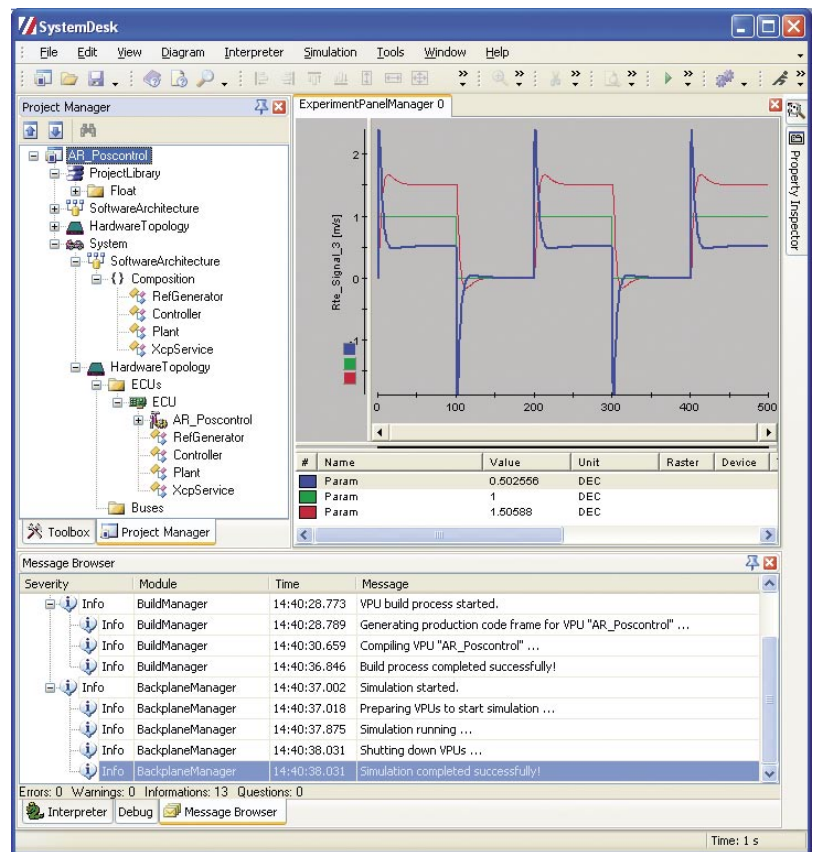 SystemDesk
File Edit View Diagram Interpreter Simulation Tools Window Help
Project Manager
AR_Poscontrol
ProjectLibrary
Float
SoftwareArchitecture
HardwareTopology
System
SoftwareArchitecture
Composition
RefGenerator
Controller
Plant
XcpService
HardwareTopology
ECUs
ECU
AR_Poscontrol
RefGenerator
Controller
Plant
XcpService
Buses
Toolbox Project Manager
ExperimentPanelManager 0
Rte_Signal_3 [m/s]
2
1
0
-1
0 100 200 300 400 500
# Name Value Unit Raster Device
Param 0.502556 DEC
Param 1 DEC
Param 1.50588 DEC
Property Inspector
Message Browser
Severity Module Time Message
Info BuildManager 14:40:28.773 VPU build process started.
Info BuildManager 14:40:28.789 Generating production code frame for VPU "AR_Poscontrol" ...
Info BuildManager 14:40:30.659 Compiling VPU "AR_Poscontrol" ...
Info BuildManager 14:40:36.846 Build process completed successfully!
Info BackplaneManager 14:40:37.002 Simulation started.
Info BackplaneManager 14:40:37.018 Preparing VPUs to start simulation ...
Info BackplaneManager 14:40:37.875 Simulation running ...
Info BackplaneManager 14:40:38.031 Shutting down VPUs ...
Info BackplaneManager 14:40:38.031 Simulation completed successfully!
Errors: 0 Warnings: 0 Informations: 13 Questions: 0
Interpreter Debug Message Browser
Time: 1 s